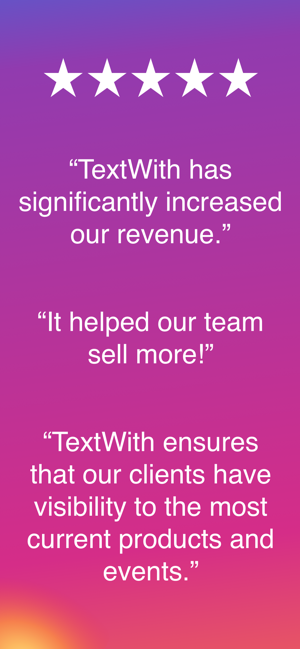 “TextWith has
significantly increased
our revenue.”
“It helped our team
sell more!”
“TextWith ensures
that our clients have
visibility to the most
current products and
events.”